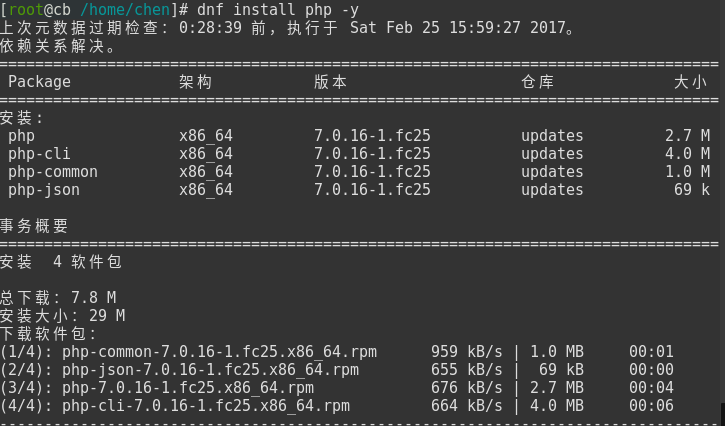 [root@cb /home/chen]# dnf install php -y
上次元数据过期检查：0:28:39 前，执行于 Sat Feb 25 15:59:27 2017。
依赖关系解决。
================================================================================
Package 架构 版本 仓库 大小
================================================================================
安装:
php x86_64 7.0.16-1.fc25 updates 2.7 M
php-cli x86_64 7.0.16-1.fc25 updates 4.0 M
php-common x86_64 7.0.16-1.fc25 updates 1.0 M
php-json x86_64 7.0.16-1.fc25 updates 69 k
事务概要
================================================================================
安装 4 软件包
总下载：7.8 M
安装大小：29 M
下载软件包：
(1/4): php-common-7.0.16-1.fc25.x86_64.rpm 959 kB/s | 1.0 MB 00:01
(2/4): php-json-7.0.16-1.fc25.x86_64.rpm 655 kB/s | 69 kB 00:00
(3/4): php-7.0.16-1.fc25.x86_64.rpm 676 kB/s | 2.7 MB 00:04
(4/4): php-cli-7.0.16-1.fc25.x86_64.rpm 664 kB/s | 4.0 MB 00:06
--------------------------------------------------------------------------------